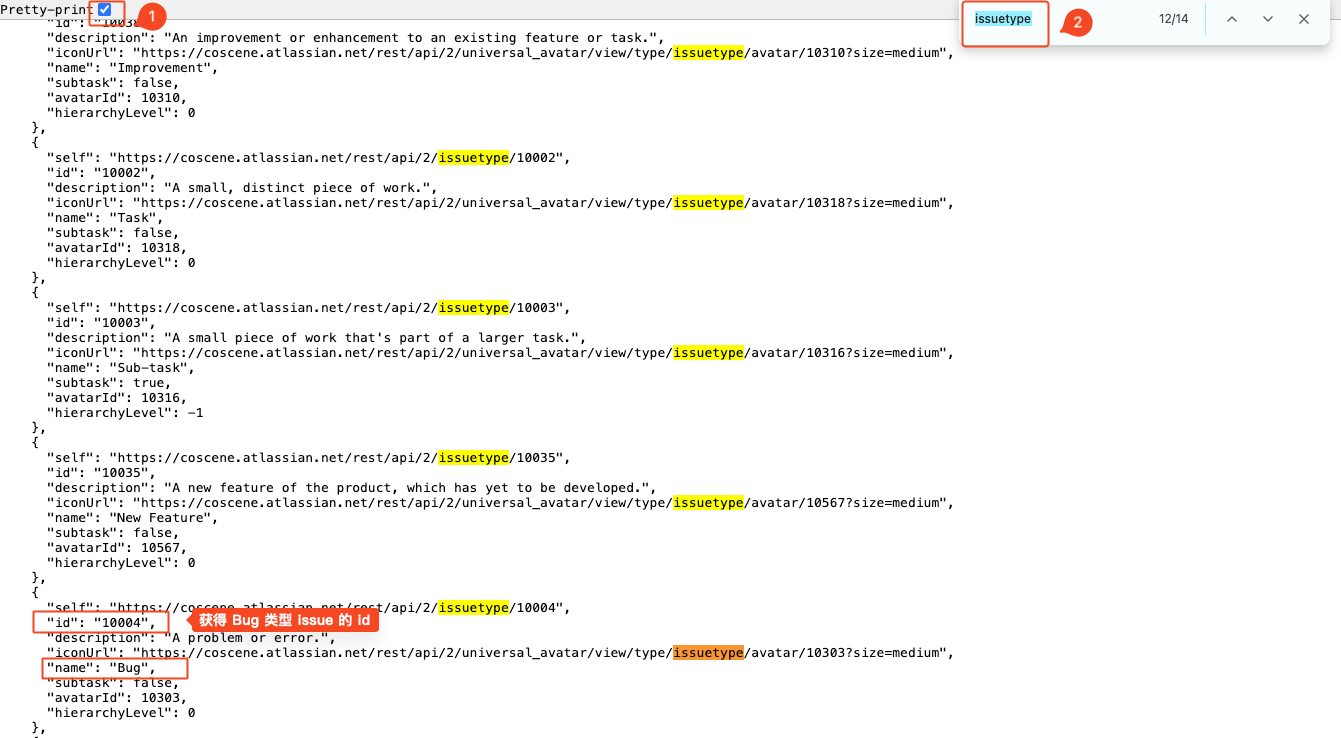 Pretty-print
1
issuetype
12/14
2
"id": "10038
"description": "An improvement or enhancement to an existing feature or task.",
"iconUrl": "https://coscene.atlassian.net/rest/api/2/universal_avatar/view/type/issuetype/avatar/10310?size=medium",
"name": "Improvement",
"subtask": false,
"avatarId": 10310,
"hierarchyLevel": 0
},
{
"self": "https://coscene.atlassian.net/rest/api/2/issuetype/10002",
"id": "10002",
"description": "A small, distinct piece of work.",
"iconUrl": "https://coscene.atlassian.net/rest/api/2/universal_avatar/view/type/issuetype/avatar/10318?size=medium",
"name": "Task",
"subtask": false,
"avatarId": 10318,
"hierarchyLevel": 0
},
{
"self": "https://coscene.atlassian.net/rest/api/2/issuetype/10003",
"id": "10003",
"description": "A small piece of work that's part of a larger task.",
"iconUrl": "https://coscene.atlassian.net/rest/api/2/universal_avatar/view/type/issuetype/avatar/10316?size=medium",
"name": "Sub-task",
"subtask": true,
"avatarId": 10316,
"hierarchyLevel": -1
},
{
"self": "https://coscene.atlassian.net/rest/api/2/issuetype/10035",
"id": "10035",
"description": "A new feature of the product, which has yet to be developed.",
"iconUrl": "https://coscene.atlassian.net/rest/api/2/universal_avatar/view/type/issuetype/avatar/10567?size=medium",
"name": "New Feature",
"subtask": false,
"avatarId": 10567,
"hierarchyLevel": 0
},
{
"self": "https://coscene.atlassian.net/rest/api/2/issuetype/10004",
"id": "10004",
获得 Bug 类型 issue 的 id
"description": "A problem or error.",
"iconUrl": "https://coscene.atlassian.net/rest/api/2/universal_avatar/view/type/issuetype/avatar/10303?size=medium",
"name": "Bug",
"subtask": false,
"avatarId": 10303,
"hierarchyLevel": 0
},